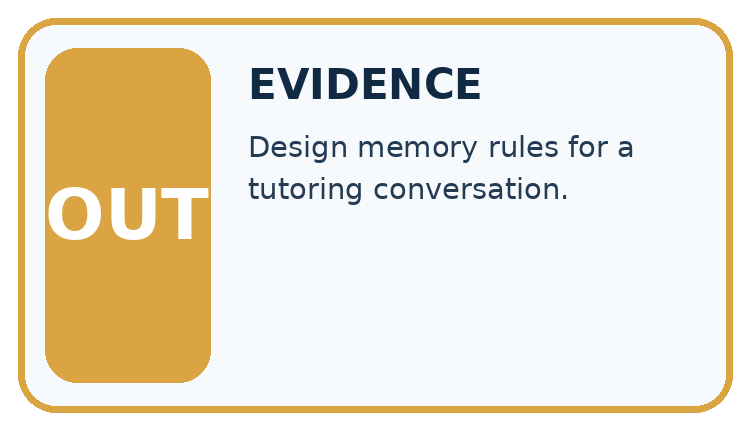 OUT
EVIDENCE
Design memory rules for a
tutoring conversation.